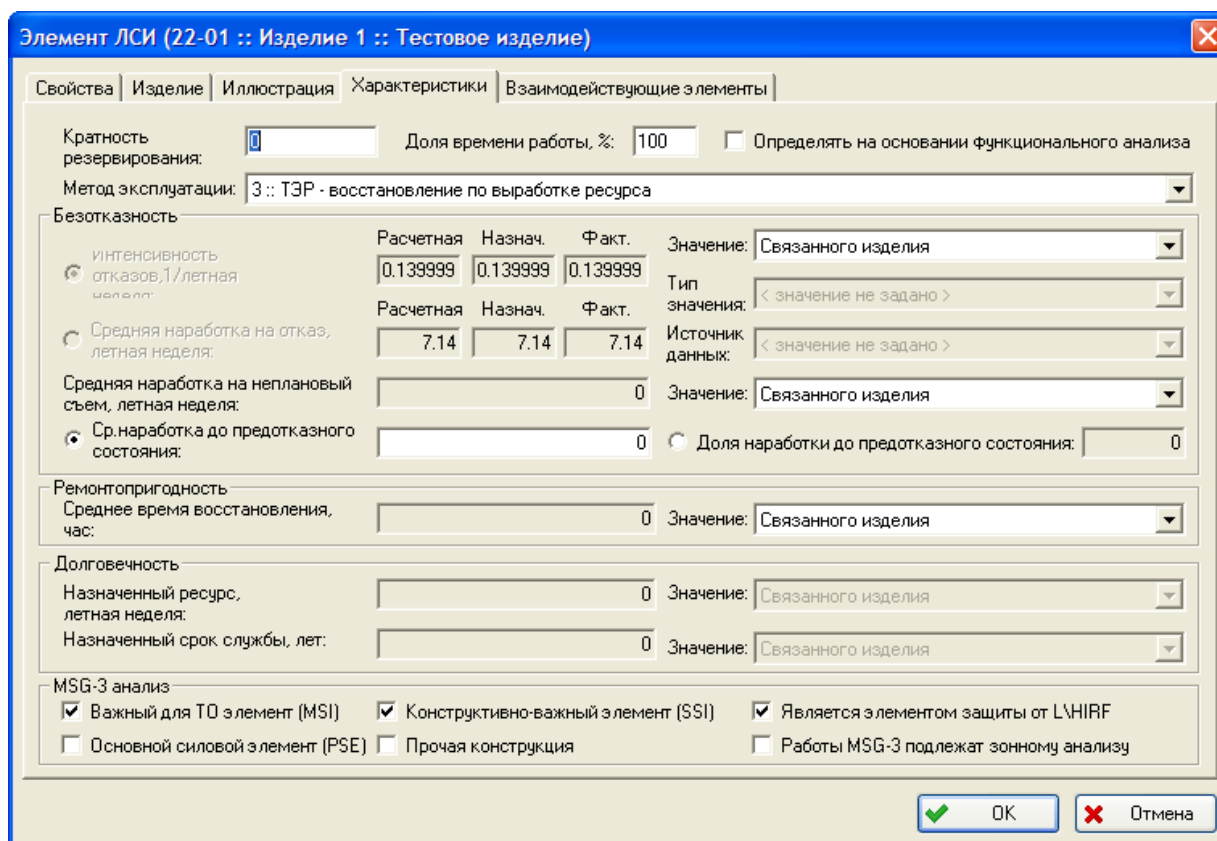 Элемент ЛСИ (22-01 :: Изделие 1 :: Тестовое изделие)
Свойства Изделие Иллюстрация Характеристики Взаимодействующие элементы
Кратность резервирования: 0 Доля времени работы, %: 100 Определять на основании функционального анализа
Метод эксплуатации: 3 :: ТЭР - восстановление по выработке ресурса
Безотказность
Расчетная Назнач. Факт.
Интенсивность
отказов,1/летная
неделя:
0.139999 0.139999 0.139999
Значение: Связанного изделия
Тип
значения: < значение не задано >
Расчетная Назнач. Факт.
Средняя наработка на отказ,
летная неделя:
7.14 7.14 7.14
Источник
данных: < значение не задано >
Средняя наработка на неплановый
съем, летная неделя:
0 Значение: Связанного изделия
Ср.наработка до предотказного
состояния:
0 Доля наработки до предотказного состояния: 0
Ремонтопригодность
Среднее время восстановления,
час:
0 Значение: Связанного изделия
Долговечность
Назначенный ресурс,
летная неделя:
0 Значение: Связанного изделия
Назначенный срок службы, лет: 0 Значение: Связанного изделия
MSG-3 анализ
Важный для ТО элемент (MSI) Конструктивно-важный элемент (SSI) Является элементом защиты от L\HIRF
Основной силовой элемент (PSE) Прочая конструкция Работы MSG-3 подлежат зонному анализу
OK Отмена